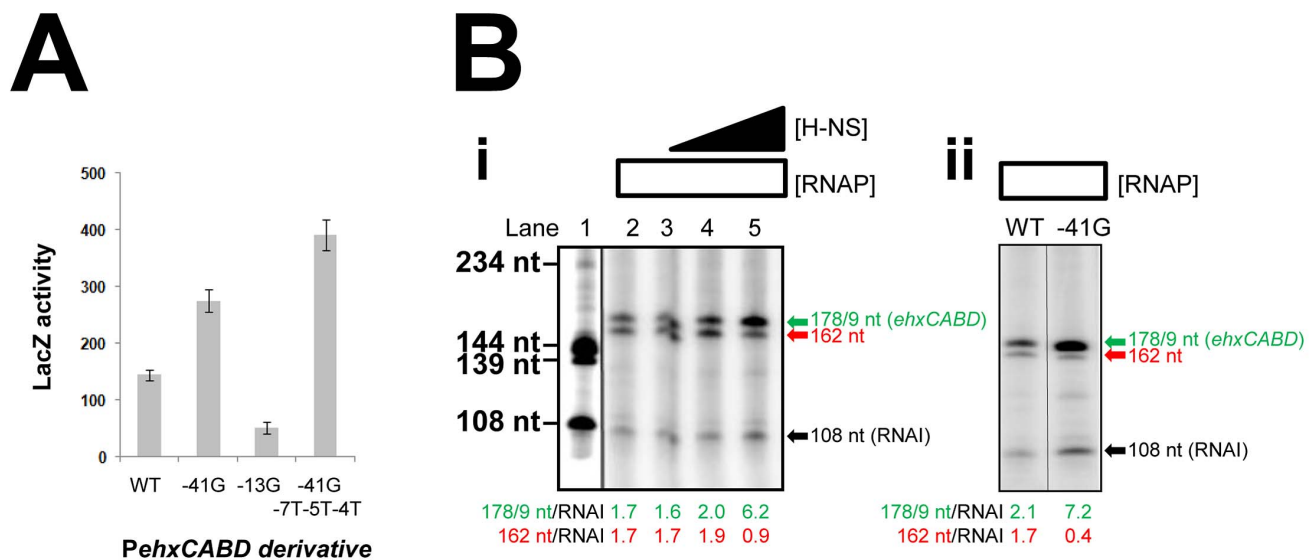 A
500
400
300
200
100
0
LacZ activity
WT -41G -13G -41G
-7T-5T-4T
PehxCABD derivative
B
i
[H-NS]
[RNAP]
Lane 1 2 3 4 5
234 nt
144 nt
139 nt
108 nt
178/9 nt (ehxCABD)
162 nt
108 nt (RNAI)
178/9 nt/RNAI 1.7 1.6 2.0 6.2
162 nt/RNAI 1.7 1.7 1.9 0.9
ii
[RNAP]
WT -41G
178/9 nt (ehxCABD)
162 nt
108 nt (RNAI)
178/9 nt/RNAI 2.1 7.2
162 nt/RNAI 1.7 0.4